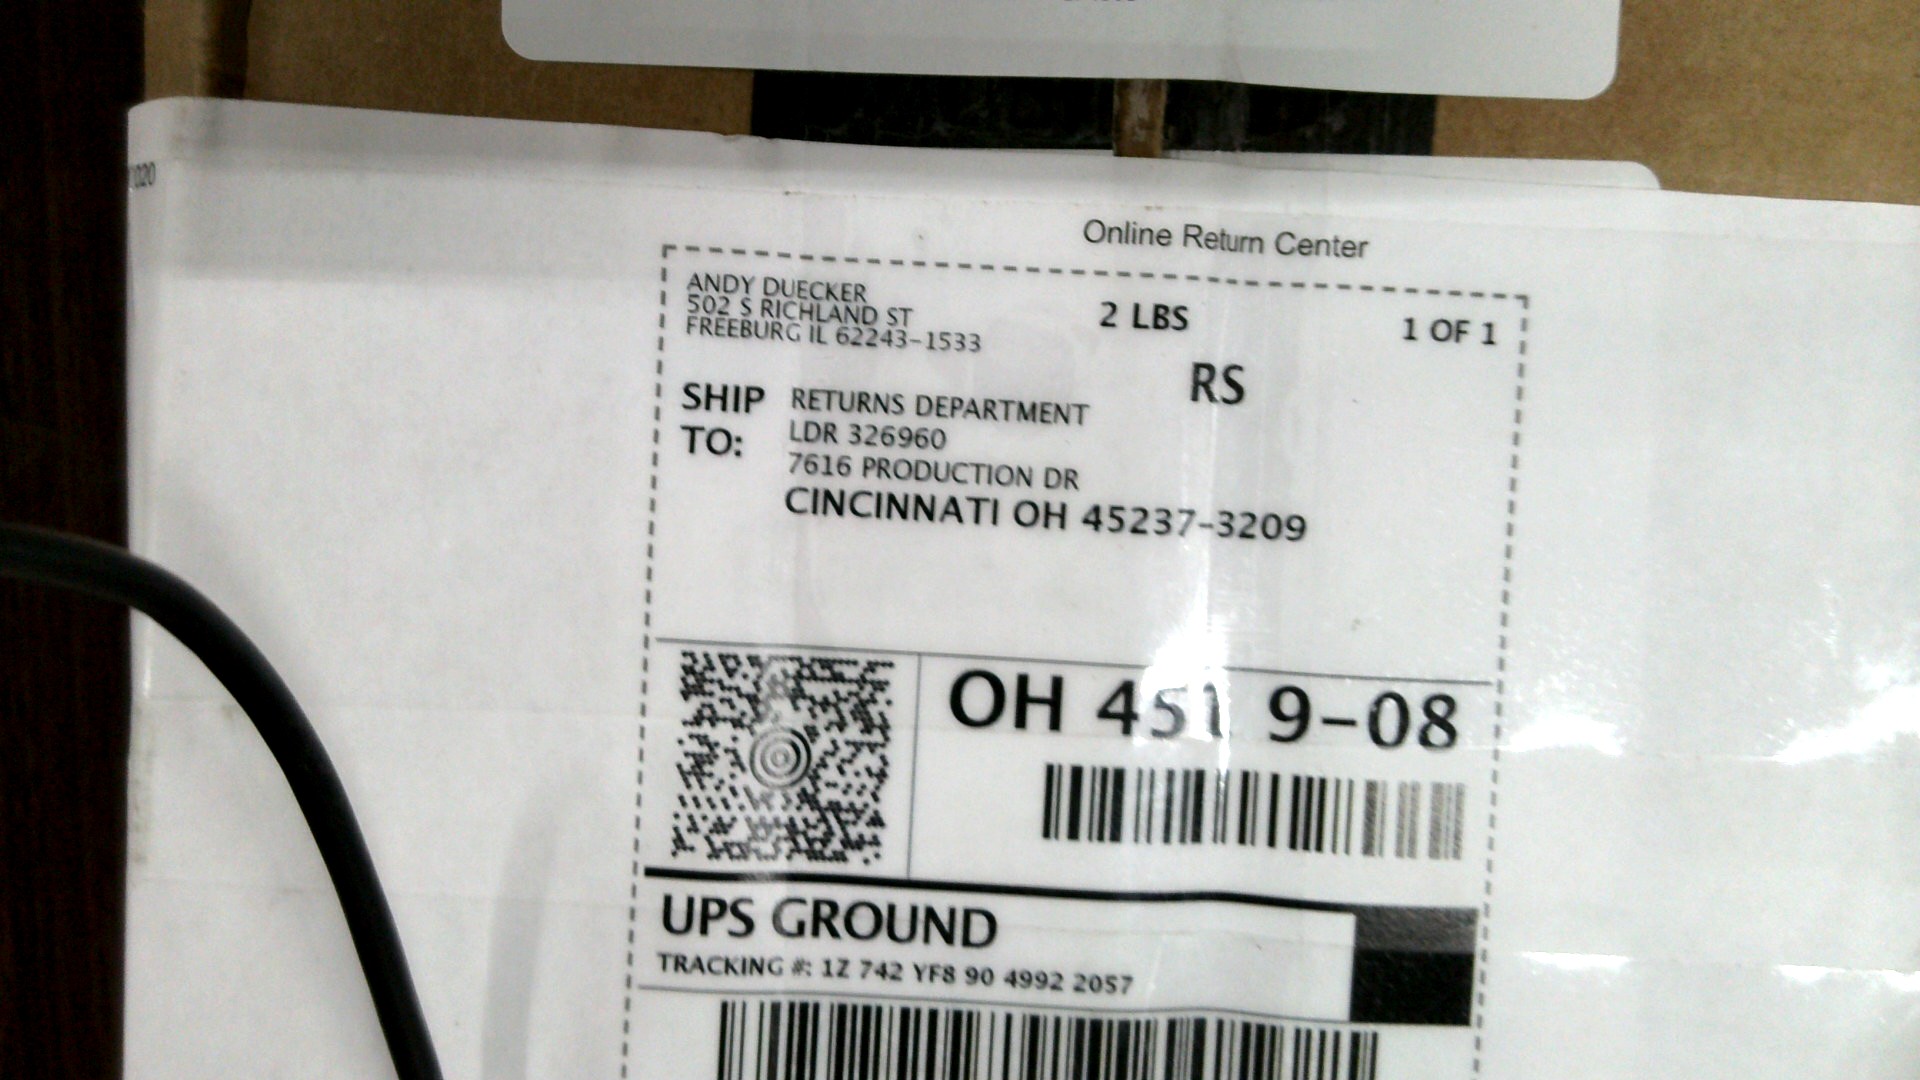 Online Return Center
ANDY DUECKER
502 S RICHLAND ST
FREEBURG IL 62243-1533
2 LBS
1 OF 1
RS
SHIP TO:
RETURNS DEPARTMENT
LDR 326960
7616 PRODUCTION DR
CINCINNATI OH 45237-3209
OH 451 9-08
UPS GROUND
TRACKING #: 1Z 742 YF8 90 4992 2057